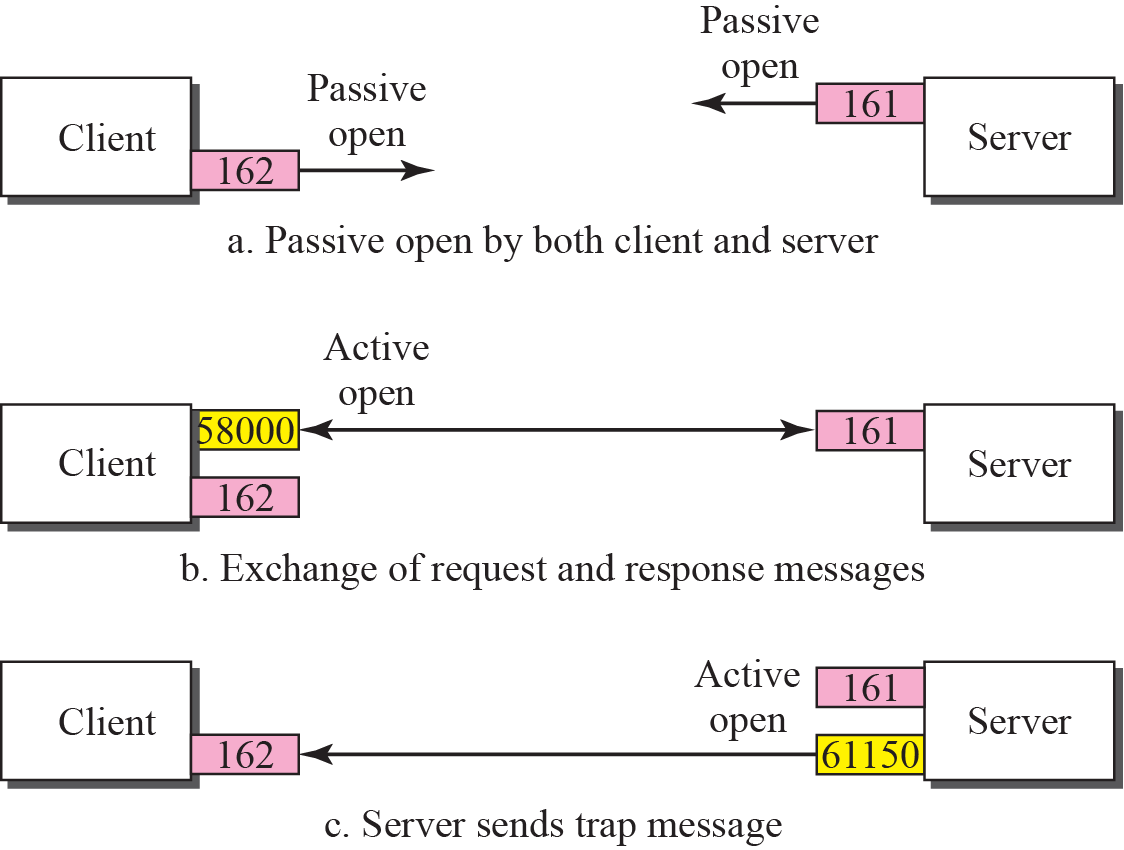 Passive
open
161
Server
Passive
open
Client
162
a. Passive open by both client and server
Active
open
Client
58000
162
161
Server
b. Exchange of request and response messages
Client
162
Active
open
161
61150
Server
c. Server sends trap message